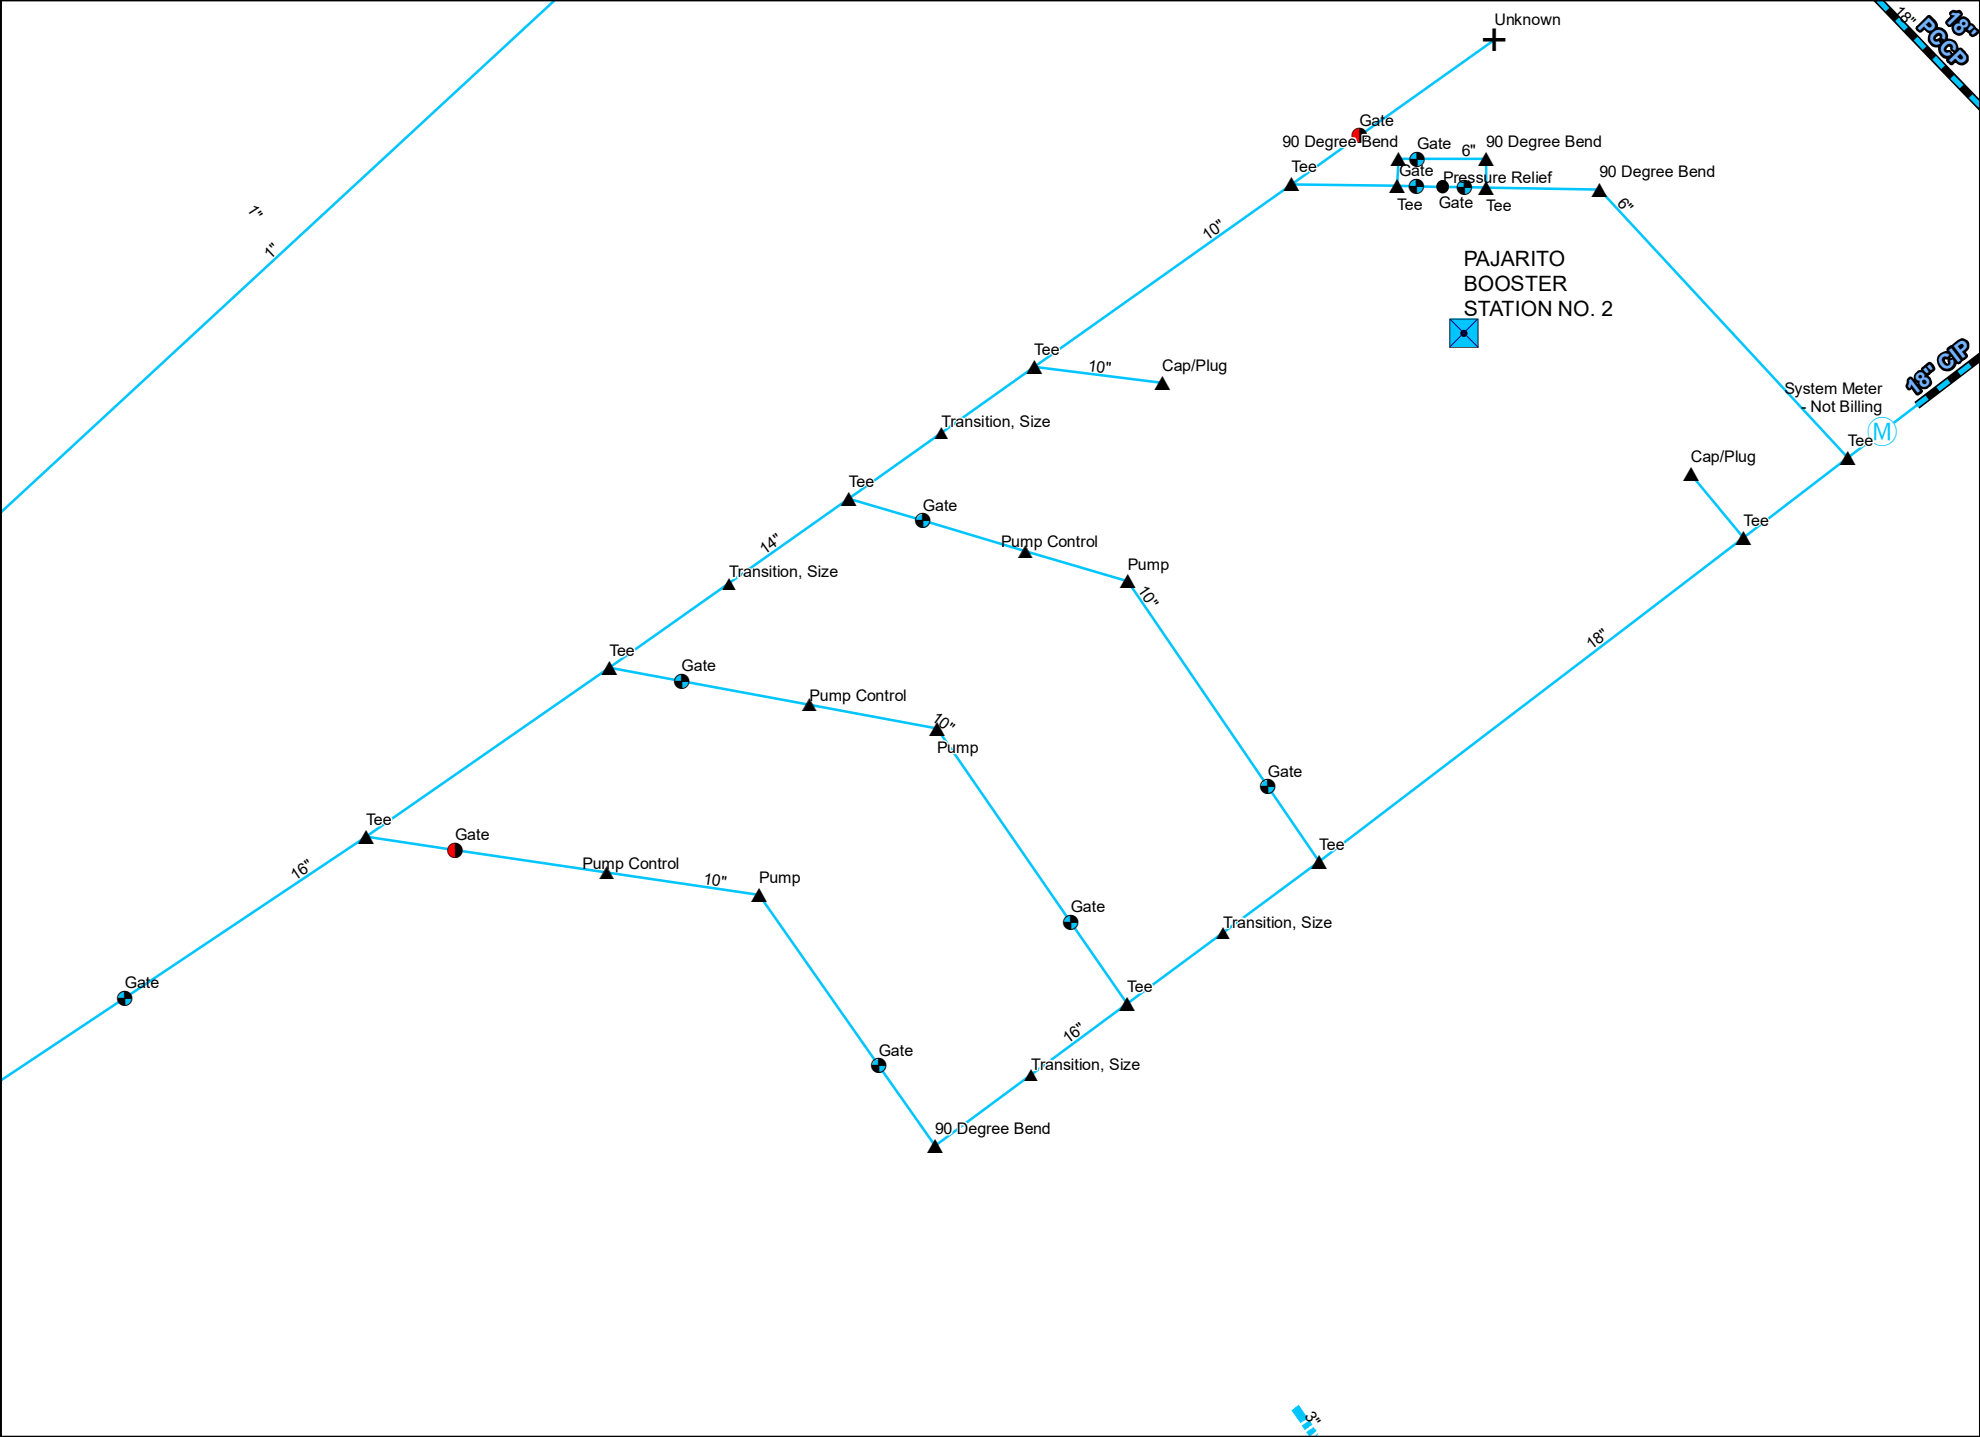 Unknown
18"
18"
PCCP
Gate
90 Degree Bend
Gate
6"
90 Degree Bend
Tee
Gate
Pressure Relief
90 Degree Bend
Tee
Gate
Tee
6"
1"
1"
10"
PAJARITO
BOOSTER
STATION NO. 2
Tee
10"
Cap/Plug
18" CIP
System Meter
- Not Billing
M
Transition, Size
Tee
Cap/Plug
Tee
Gate
Tee
14"
Pump Control
Transition, Size
Pump
10"
18"
Tee
Gate
Pump Control
10"
Pump
Gate
Tee
Gate
Tee
16"
Pump Control
10"
Pump
Gate
Transition, Size
Gate
Tee
16"
Gate
Transition, Size
90 Degree Bend
3"